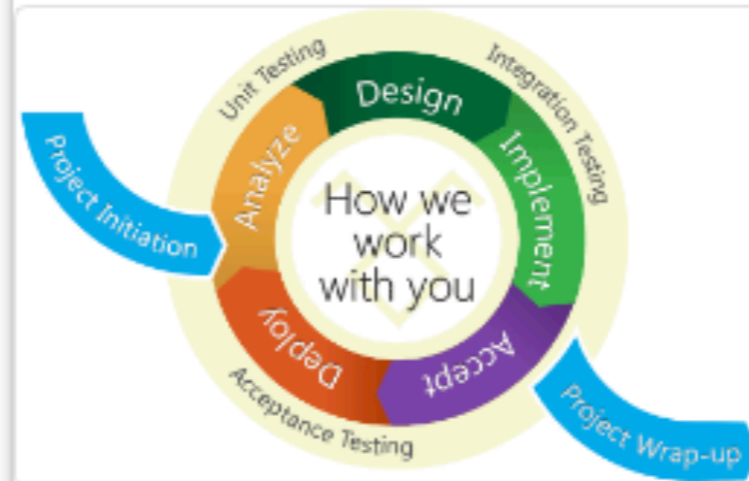 Unit Testing
Integration Testing
Design
Project Initiation
Analyze
Implement
How we
work
with you
Deploy
Accept
Acceptance Testing
Project Wrap-up